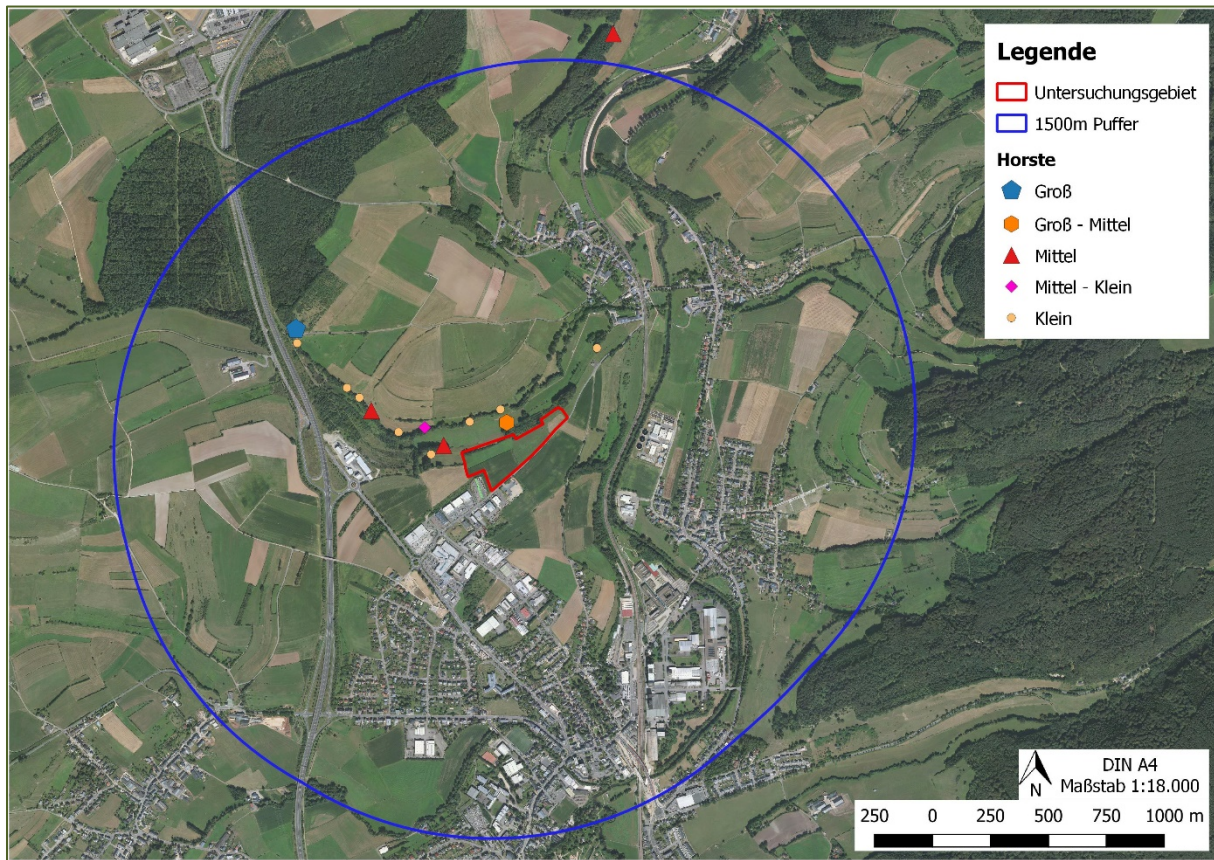 Legende
Untersuchungsgebiet
1500m Puffer
Horste
Groß
Groß - Mittel
Mittel
Mittel - Klein
Klein
N
DIN A4
Maßstab 1:18.000
250 0 250 500 750 1000 m